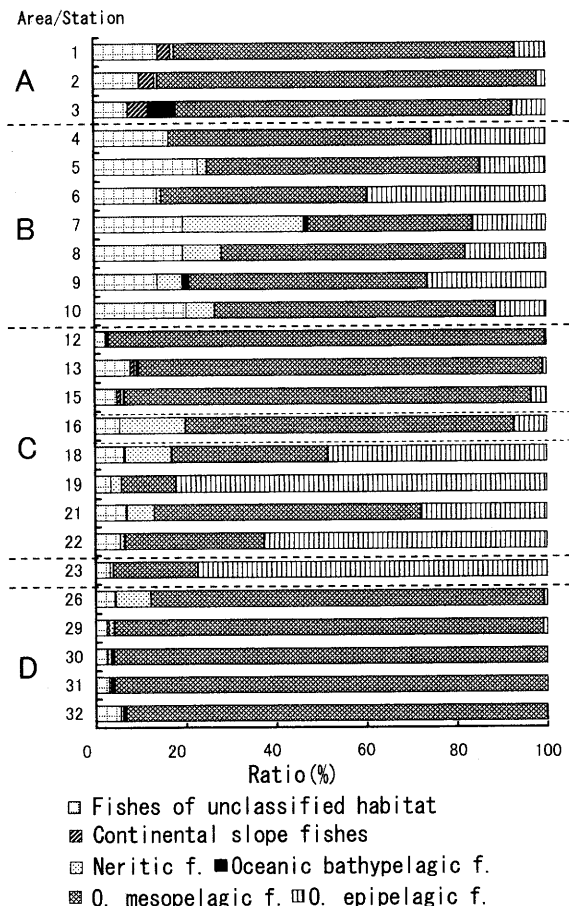 Area/Station
A
1
2
3
B
4
5
6
7
8
9
10
C
12
13
15
16
18
19
21
22
23
D
26
29
30
31
32
0 20 40 60 80 100
Ratio(%)
Fishes of unclassified habitat
Continental slope fishes
Neritic f. Oceanic bathypelagic f.
O. mesopelagic f. O. epipelagic f.